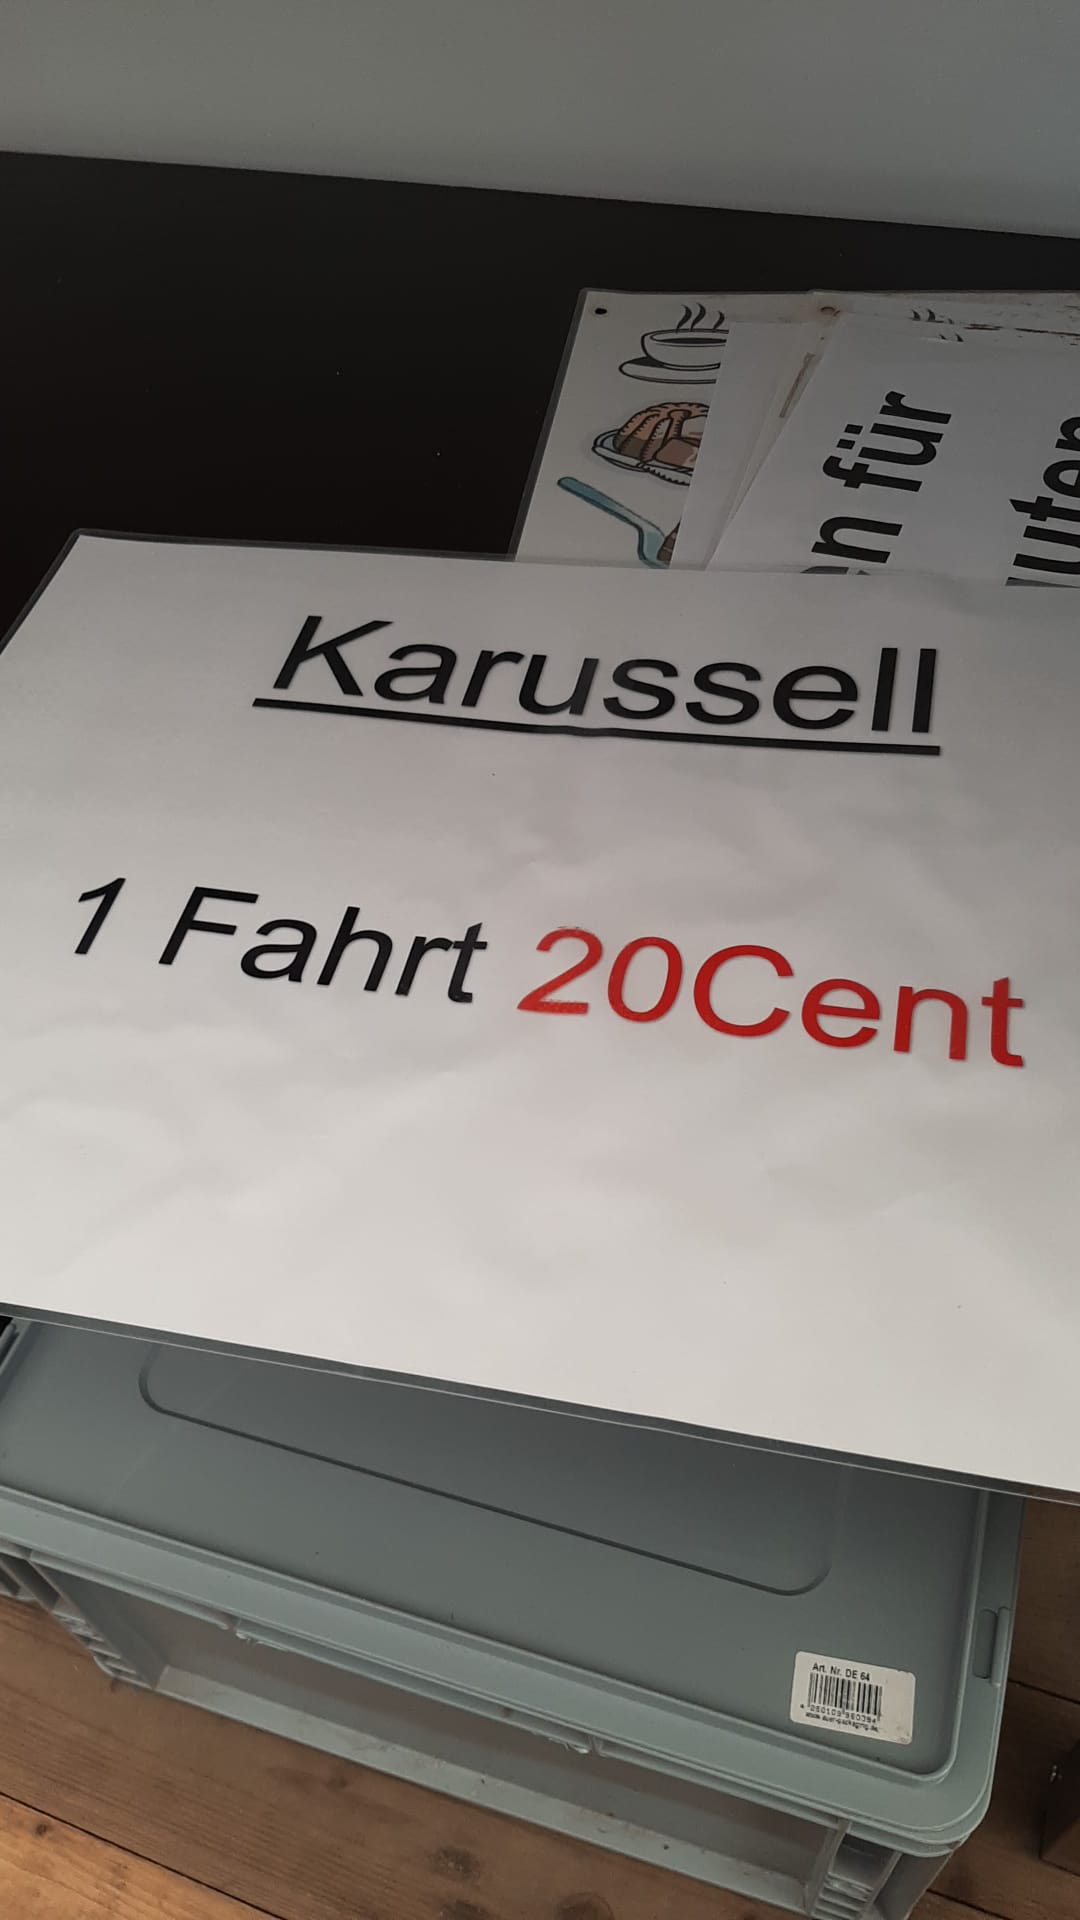 für
Karussell
1 Fahrt 20Cent
Art. Nr. DE 64